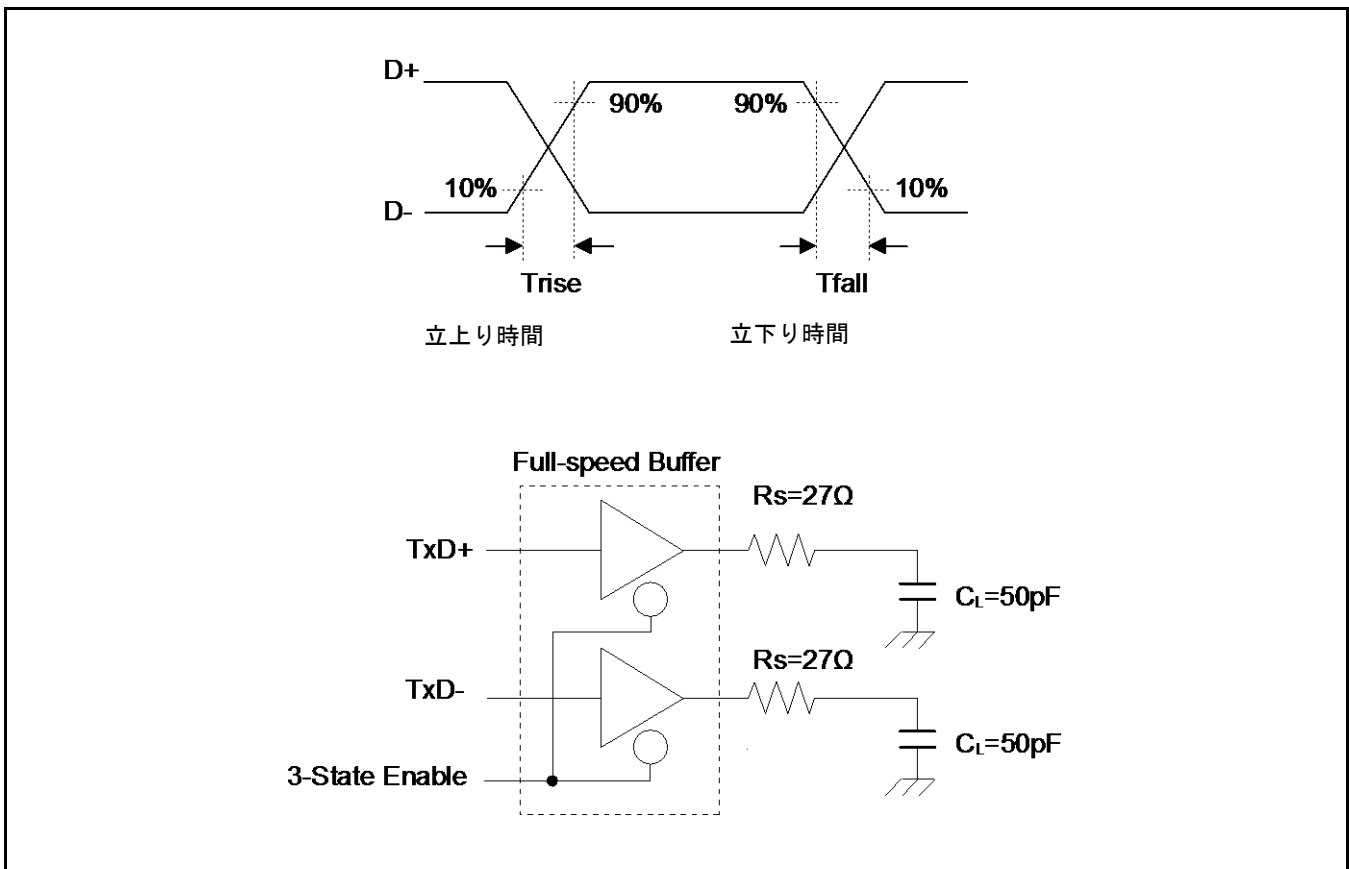 D+
90% 90%
10% 10%
D-
Trise Tfall
立上り時間 立下り時間
Full-speed Buffer
Rs=27Ω
TxD+
CL=50pF
Rs=27Ω
TxD-
CL=50pF
3-State Enable